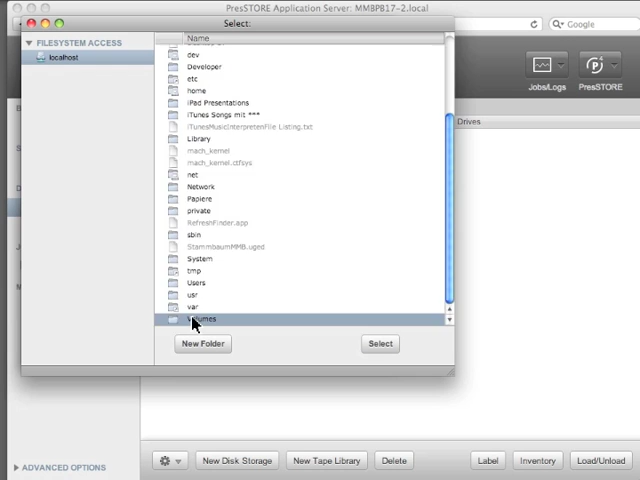 PresSTORE Application Server: MMBPB17-2.local
Select:
Google
FILESYSTEM ACCESS
localhost
Name
dev
Developer
etc
home
iPad Presentations
iTunes Songs mit ***
iTunesMusicInterpretenFile Listing.txt
Library
mach_kernel
mach_kernel.ctfsys
net
Network
Papiere
private
RefreshFinder.app
sbin
StammbaumMMB.uged
System
tmp
Users
usr
var
Volumes
New Folder
Select
Jobs/Logs
PresSTORE
Drives
New Disk Storage
New Tape Library
Delete
Label
Inventory
Load/Unload
ADVANCED OPTIONS